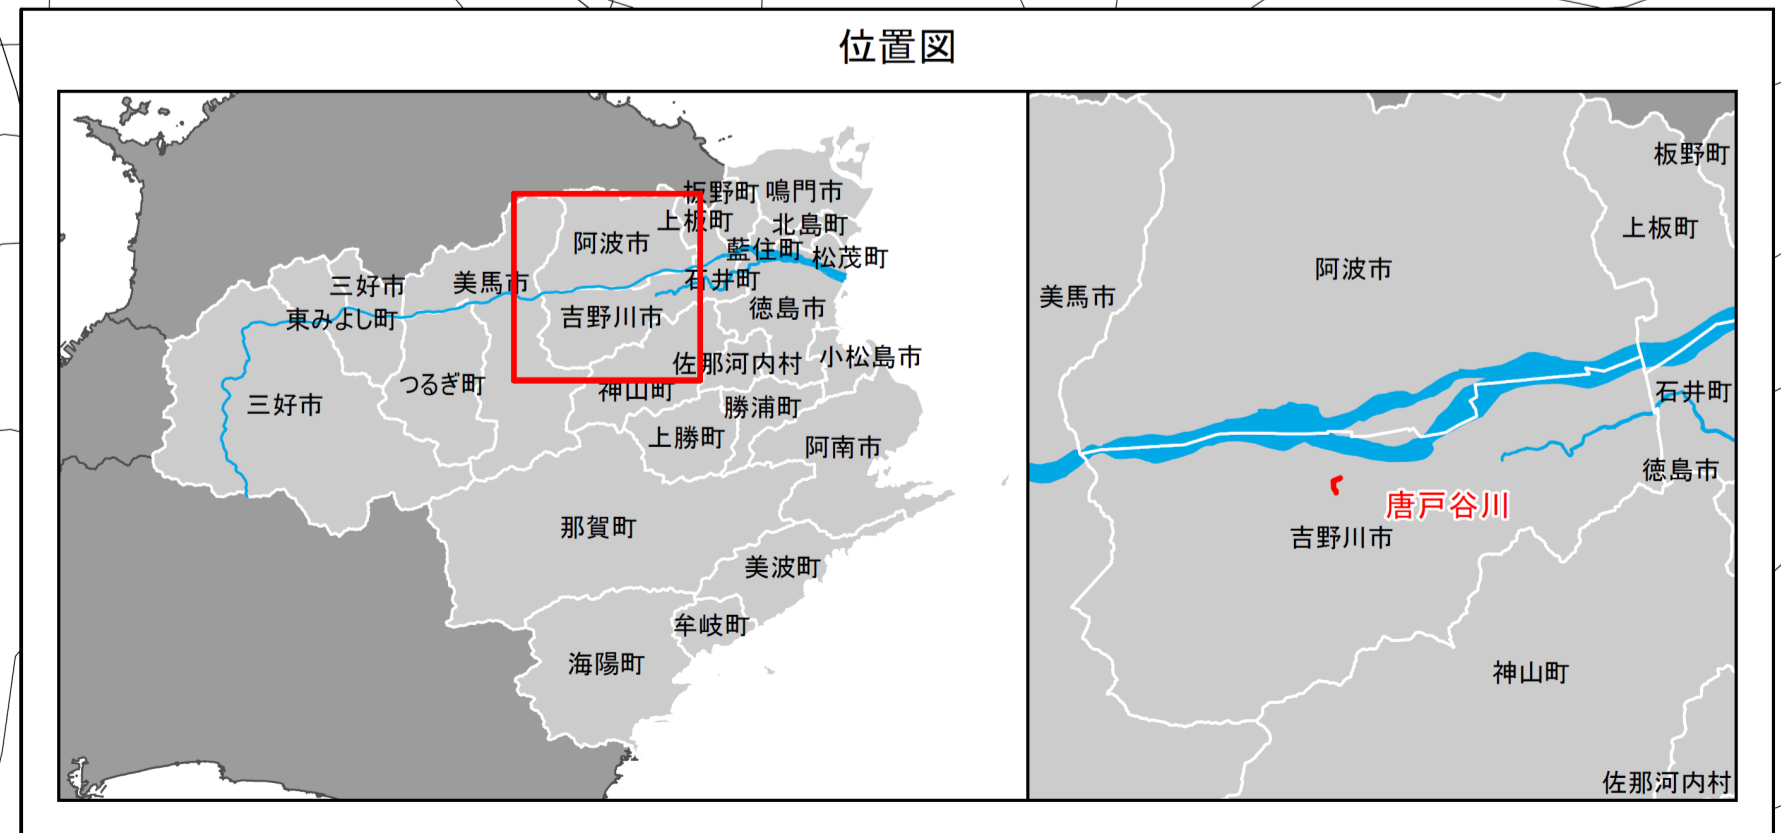 位置図
板野町
鳴門市
上板町
北島町
阿波市
藍住町
松茂町
三好市
美馬市
石井町
東みよし町
吉野川市
徳島市
佐那河内村
小松島市
つるぎ町
神山町
三好市
勝浦町
上勝町
阿南市
那賀町
美波町
牟岐町
海陽町
板野町
上板町
阿波市
美馬市
石井町
徳島市
唐戸谷川
吉野川市
神山町
佐那河内村